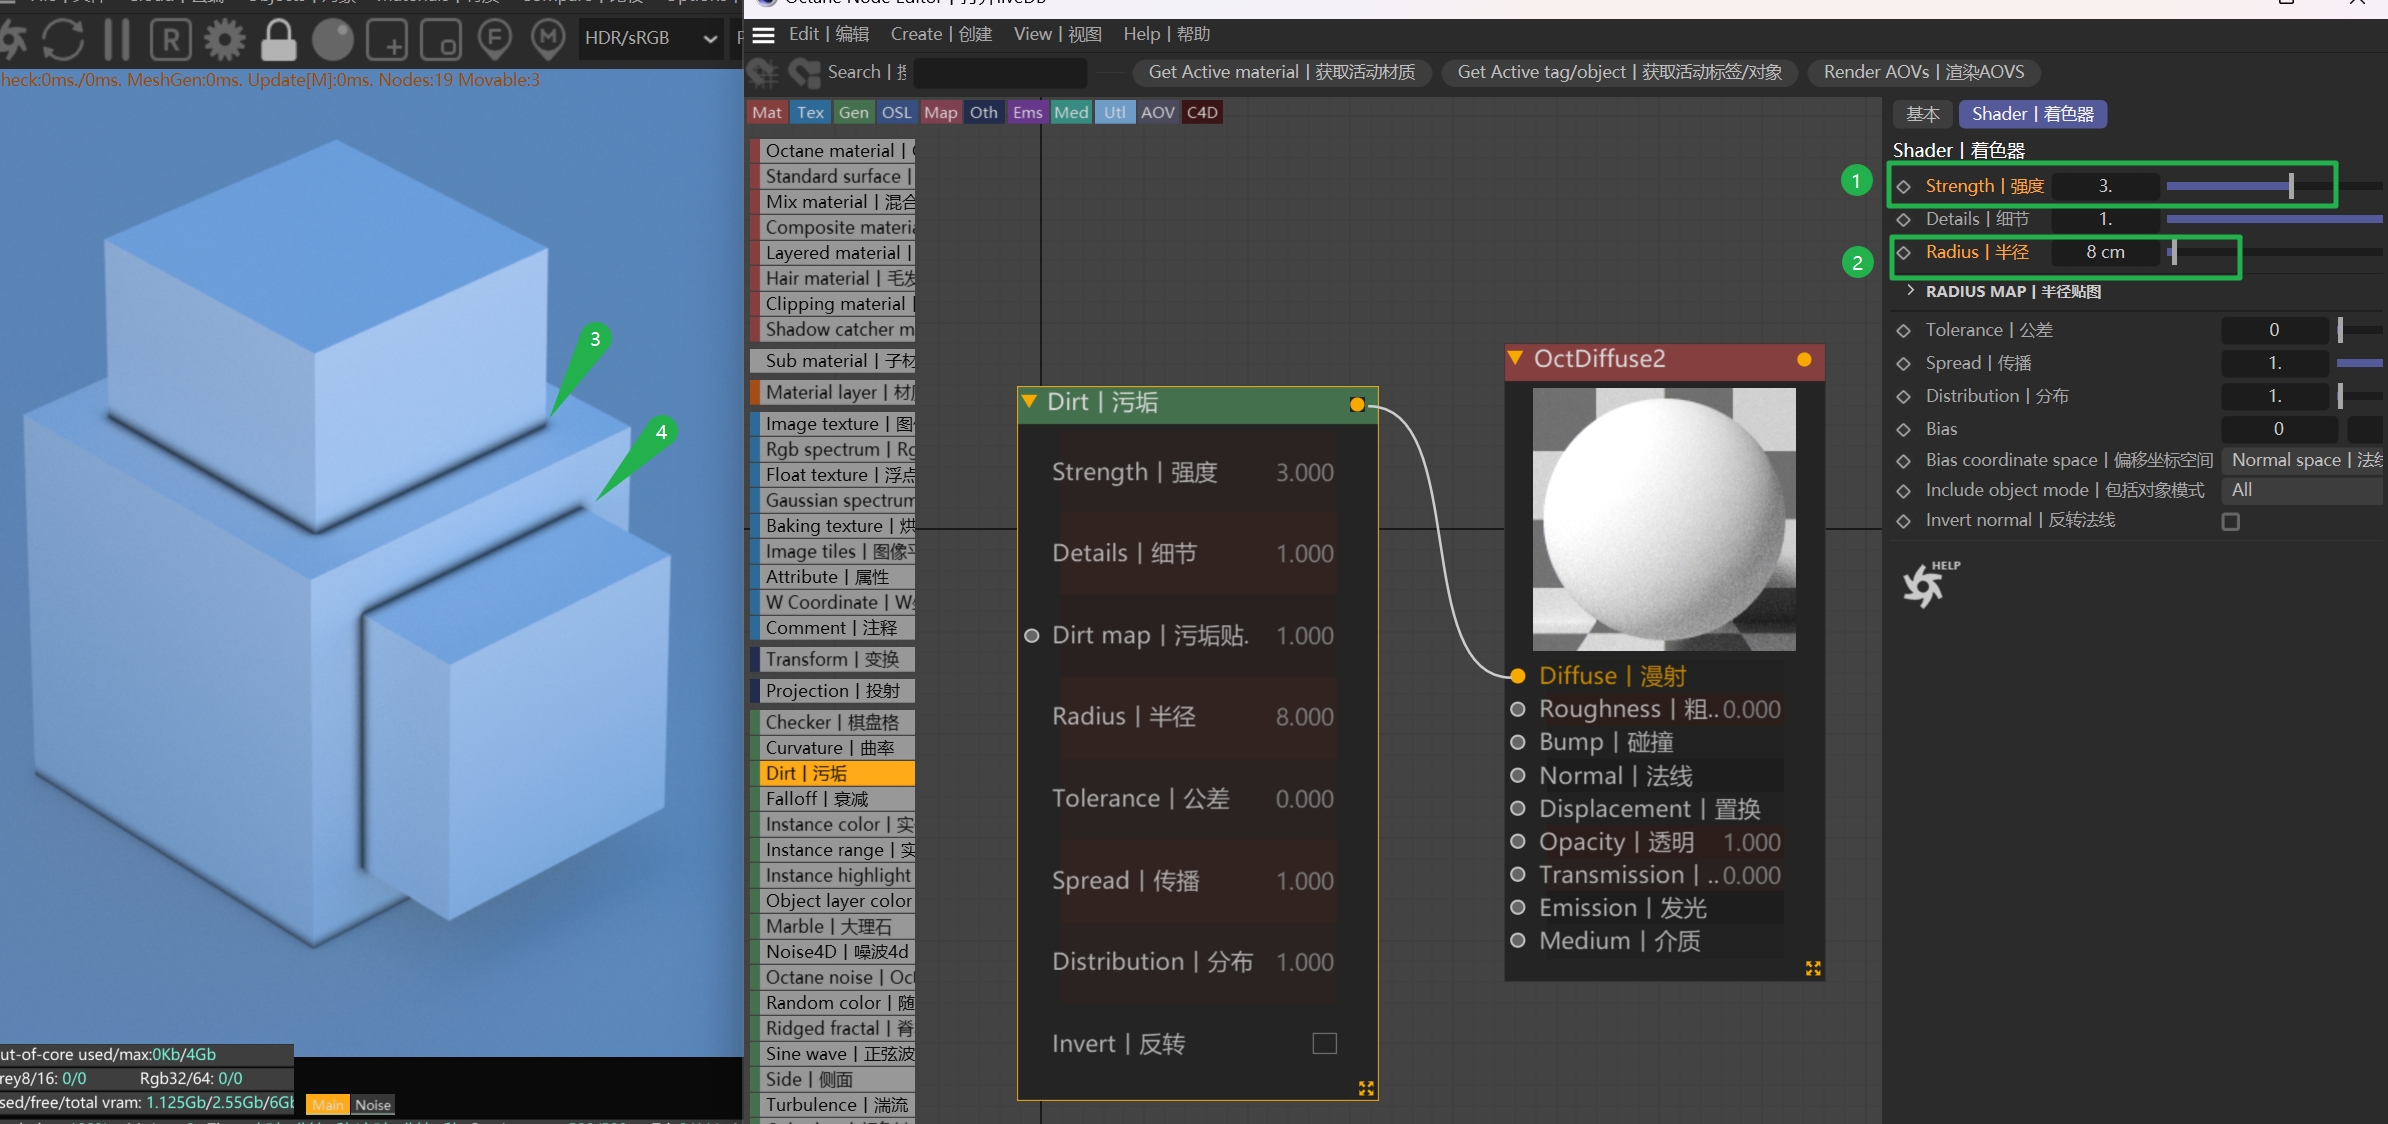 HDR/sRGB
heck:0ms./0ms. MeshGen:0ms. Update[M]:0ms. Nodes:19 Movable:3
3
4
ut-of-core used/max:0Kb/4Gb
rey8/16: 0/0 Rgb32/64: 0/0
sed/free/total vram: 1.125Gb/2.55Gb/6Gb
Main Noise
Edit | 编辑 Create | 创建 View | 视图 Help | 帮助
Search | Get Active material | 获取活动材质 Get Active tag/object | 获取活动标签/对象 Render AOVs | 渲染AOVS
Mat Tex Gen OSL Map Oth Ems Med Utl AOV C4D
Octane material |
Standard surface |
Mix material | 混合
Composite materi
Layered material |
Hair material | 毛发
Clipping material |
Shadow catcher m
Sub material | 子材
Material layer | 材
Image texture | 图
Rgb spectrum | Rg
Float texture | 浮点
Gaussian spectrum
Baking texture | 烘
Image tiles | 图像
Attribute | 属性
W Coordinate | W
Comment | 注释
Transform | 变换
Projection | 投射
Checker | 棋盘格
Curvature | 曲率
Dirt | 污垢
Falloff | 衰减
Instance color | 实
Instance range | 实
Instance highlight
Object layer color
Marble | 大理石
Noise4D | 噪波4d
Octane noise | Oc
Random color | 随
Ridged fractal | 脊
Sine wave | 正弦波
Side | 侧面
Turbulence | 湍流
Dirt | 污垢
Strength | 强度 3.000
Details | 细节 1.000
Dirt map | 污垢贴. 1.000
Radius | 半径 8.000
Tolerance | 公差 0.000
Spread | 传播 1.000
Distribution | 分布 1.000
Invert | 反转
OctDiffuse2
Diffuse | 漫射
Roughness | 粗..0.000
Bump | 碰撞
Normal | 法线
Displacement | 置换
Opacity | 透明 1.000
Transmission | ..0.000
Emission | 发光
Medium | 介质
基本 Shader | 着色器
Shader | 着色器
1 Strength | 强度 3.
Details | 细节 1.
2 Radius | 半径 8 cm
RADIUS MAP | 半径贴图
Tolerance | 公差 0
Spread | 传播 1.
Distribution | 分布 1.
Bias 0
Bias coordinate space | 偏移坐标空间 Normal space | 法线
Include object mode | 包括对象模式 All
Invert normal | 反转法线
HELP